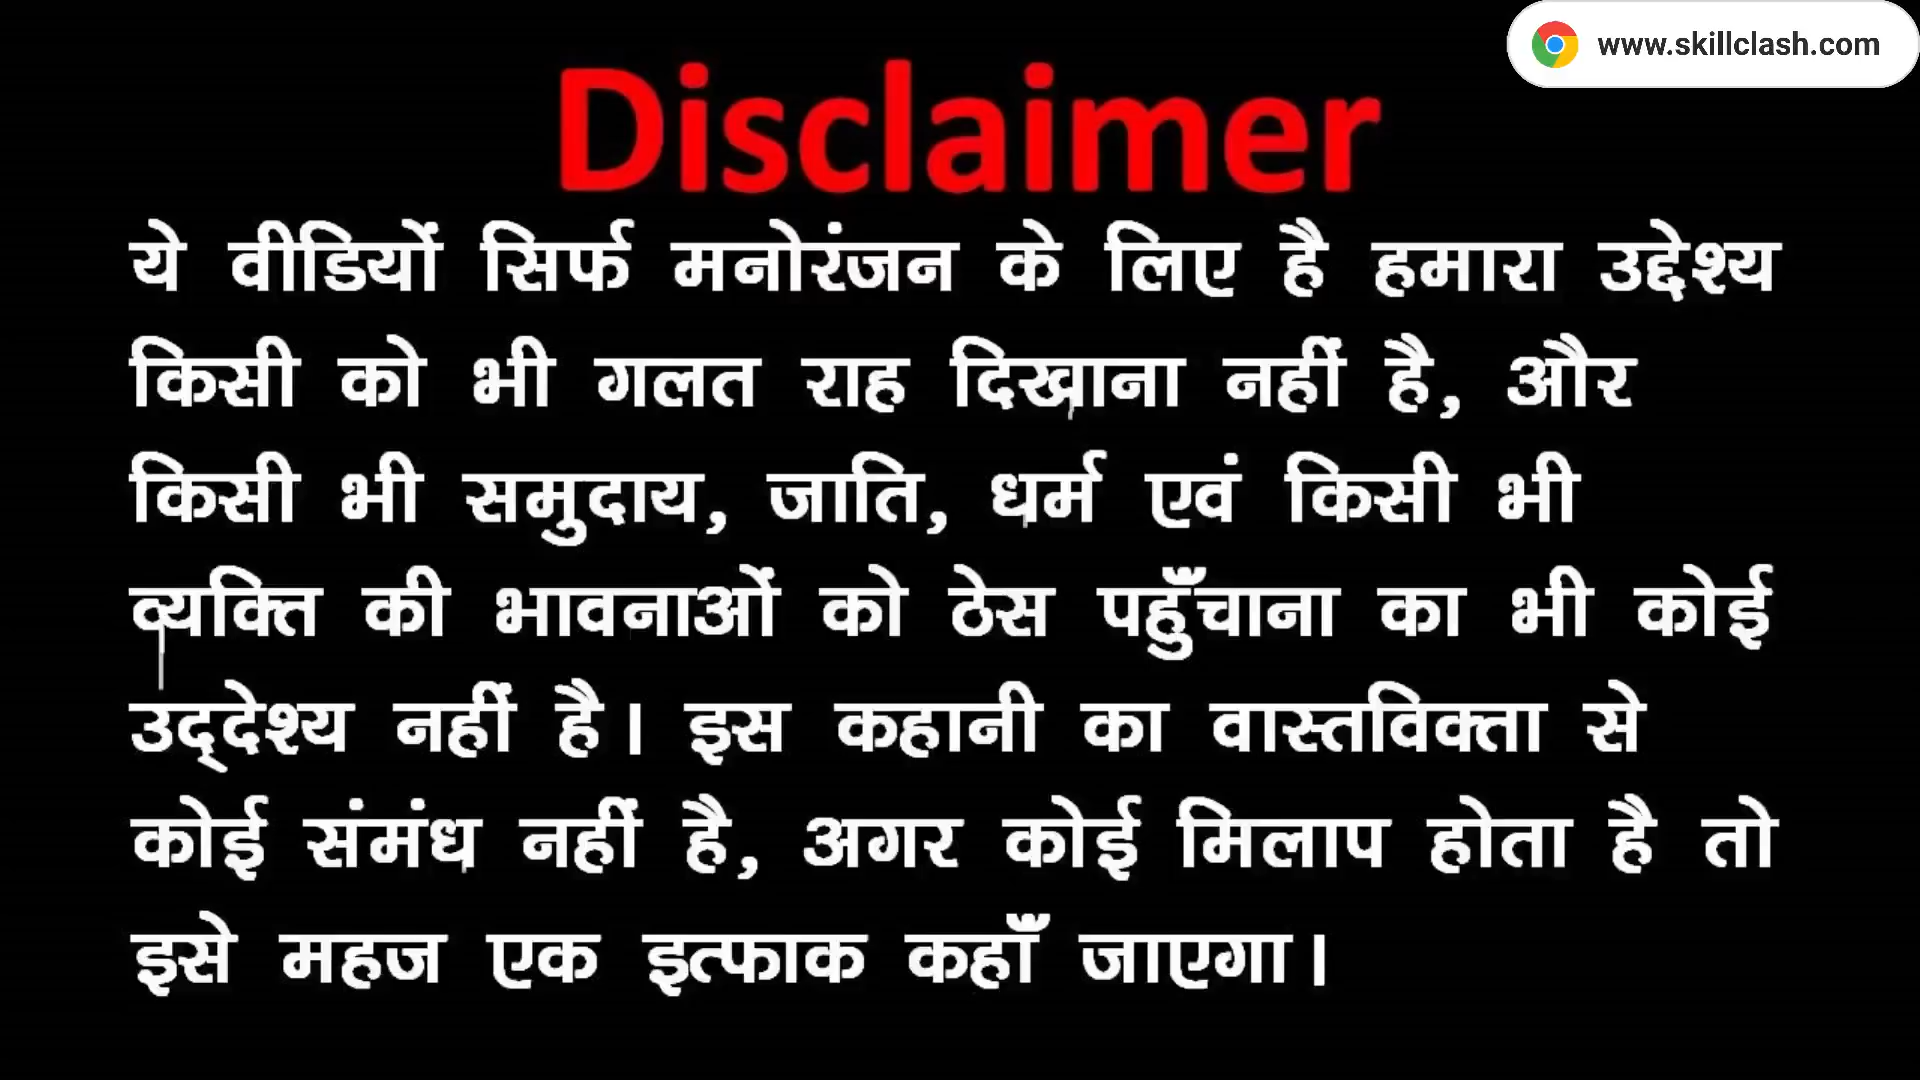 www.skillclash.com
Disclaimer
ये वीडियों सिर्फ मनोरंजन के लिए है हमारा उद्देश्य
किसी को भी गलत राह दिखाना नहीं है, और
किसी भी समुदाय, जाति, धर्म एवं किसी भी
व्यक्ति की भावनाओं को ठेस पहुँचाना का भी कोई
उद्‌देश्य नहीं है। इस कहानी का वास्तविक्ता से
कोई संमंध नहीं है, अगर कोई मिलाप होता है तो
इसे महज एक इत्फाक कहाँ जाएगा।